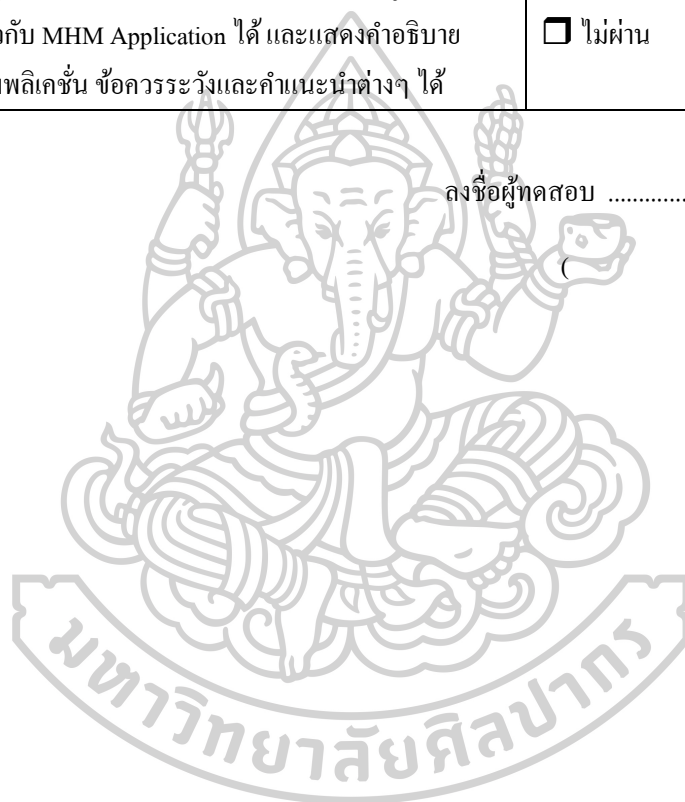 กับ MHM Application ได้ และแสดงคำอธิบาย
พลิเคชั่น ข้อควรระวังและคำแนะนำต่างๆ ได้
❒ ไม่ผ่าน
ลงชื่อผู้ทดสอบ .............
(
มหาวิทยาลัยศิลปากร